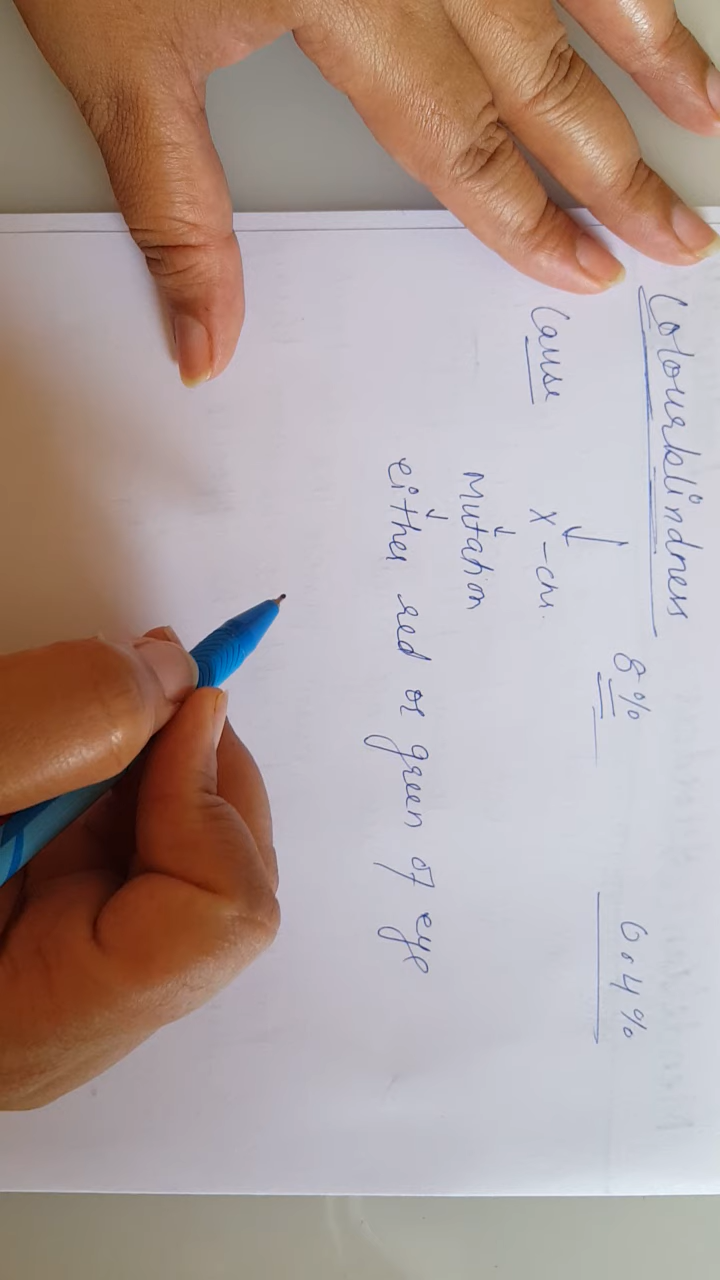 Colourblindness
8% 0.4%
Cause
↓
X-chr.
↓
Mutation
↓
either red or green of eye